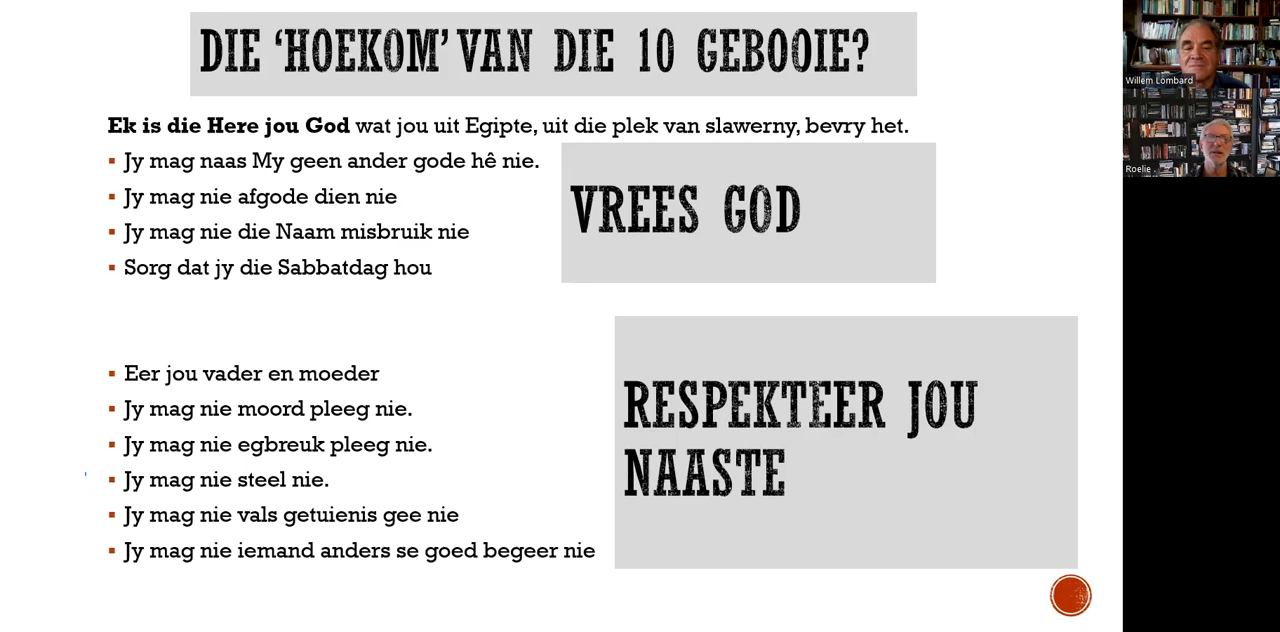 DIE ‘HOEKOM’ VAN DIE 10 GEBOOIE?
Ek is die Here jou God wat jou uit Egipte, uit die plek van slawerny, bevry het.
Jy mag naas My geen ander gode hê nie.
Jy mag nie afgode dien nie
Jy mag nie die Naam misbruik nie
Sorg dat jy die Sabbatdag hou
VREES GOD
Eer jou vader en moeder
Jy mag nie moord pleeg nie.
Jy mag nie egbreuk pleeg nie.
Jy mag nie steel nie.
Jy mag nie vals getuienis gee nie
Jy mag nie iemand anders se goed begeer nie
RESPEKTEER JOU
NAASTE
Willem Lombard
Roelie .